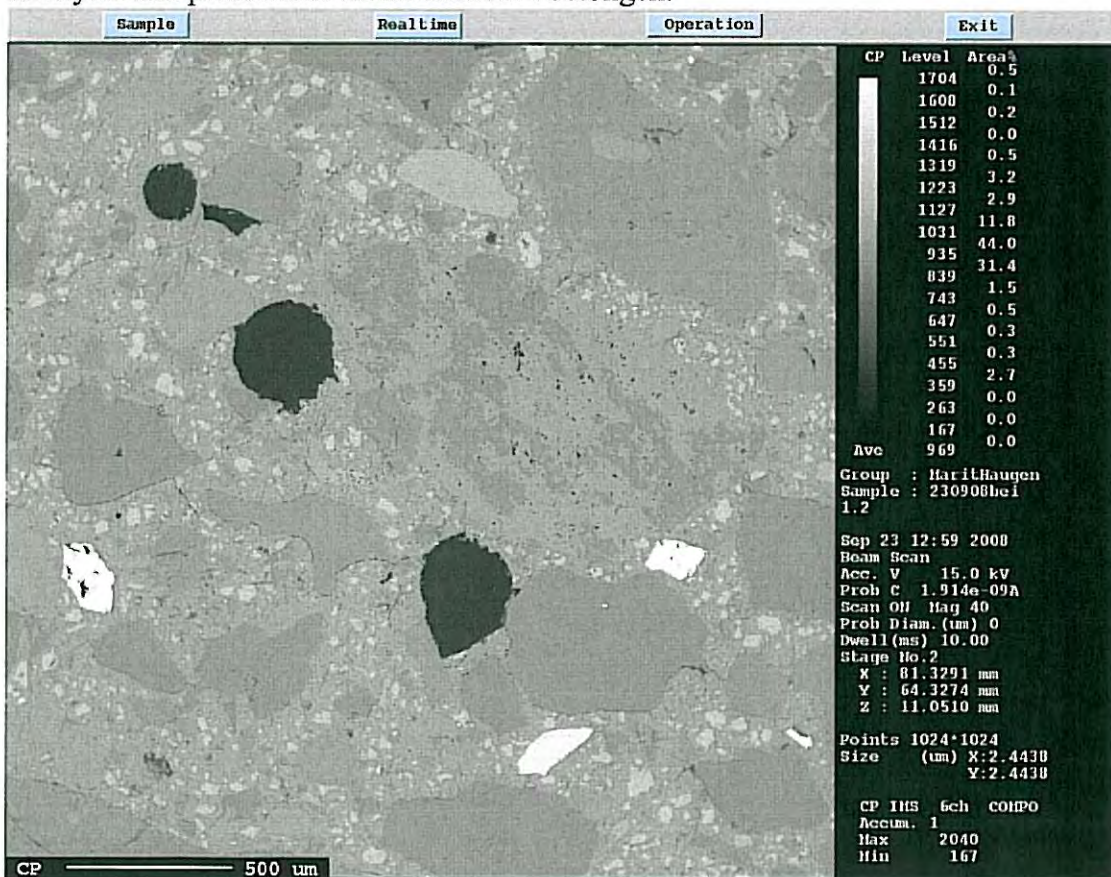 Sample Realtime Operation Exit
CP Level Area%
1704 0.5
1600 0.1
1512 0.2
1416 0.0
1319 0.5
1223 3.2
1127 2.9
1031 11.8
935 44.0
839 31.4
743 1.5
647 0.5
551 0.3
455 0.3
359 2.7
263 0.0
167 0.0
Ave 969 0.0
Group : MaritHaugen
Sample : 230908bei
1.2
Sep 23 12:59 2008
Beam Scan
Acc. V 15.0 kV
Prob C 1.914e-09A
Scan ON Mag 40
Prob Diam.(um) 0
Dwell(ms) 10.00
Stage No.2
X : 81.3291 mm
Y : 64.3274 mm
Z : 11.0510 mm
Points 1024*1024
Size (um) X:2.4438
Y:2.4438
CP IMS 6ch COMPO
Accum. 1
Max 2040
Min 167
CP 500 um